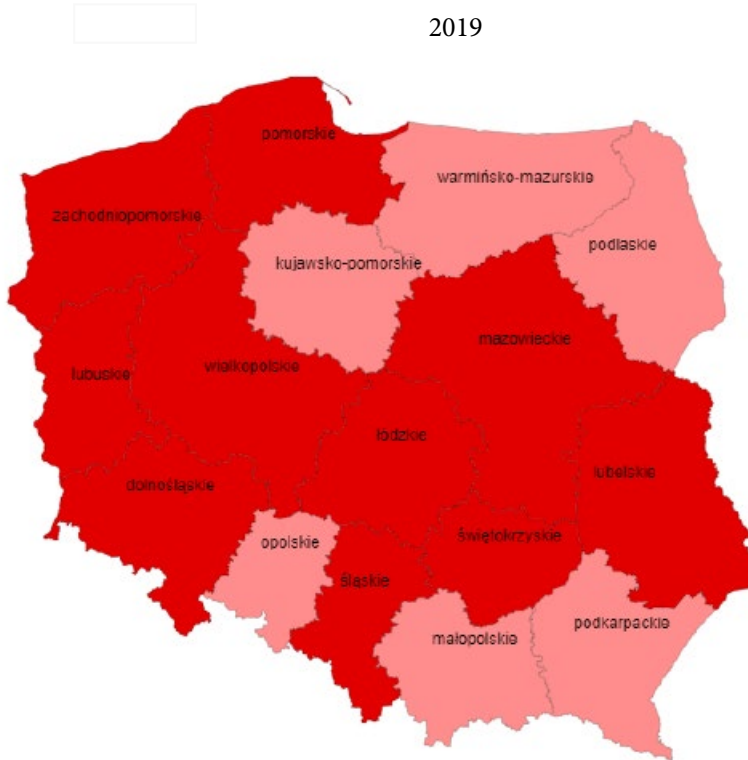 2019
pomorskie
warmińsko-mazurskie
zachodniopomorskie
podlaskie
kujawsko-pomorskie
mazowieckie
wielkopolskie
lubuskie
łódzkie
lubelskie
dolnośląskie
świętokrzyskie
opolskie
śląskie
podkarpackie
małopolskie